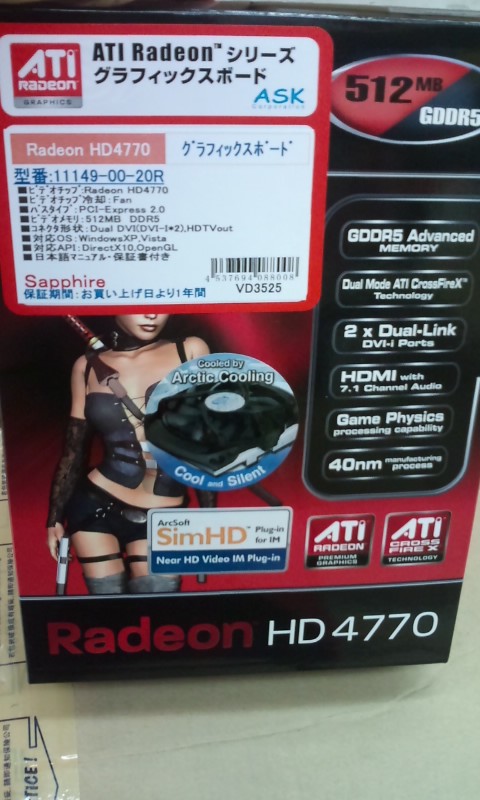 ATI
RADEON
GRAPHICS
ATI Radeon™ シリーズ
グラフィックスボード
ASK
Corporation
512MB
GDDR5
Radeon HD4770
グラフィックスボード
型番:11149-00-20R
■ビデオチップ:Radeon HD4770
■ビデオチップ冷却:Fan
■バスタイプ:PCI-Express 2.0
■ビデオメモリ:512MB DDR5
■コネクタ形状:Dual DVI(DVI-I*2),HDTVout
■対応OS:WindowsXP,Vista
■対応API:DirectX10,OpenGL
■日本語マニュアル・保証書付き
4537694088008
Sapphire
VD3525
保証期間:お買い上げ日より1年間
GDDR5 Advanced
MEMORY
Dual Mode ATI CrossFireX™
Technology
2 x Dual-Link
DVI-i Ports
HDMI with
7.1 Channel Audio
Game Physics
processing capability
40nm manufacturing
process
Cooled by
Arctic Cooling
Cool and Silent
ArcSoft
SimHD™ Plug-in
for IM
Near HD Video IM Plug-in
ATI
RADEON
PREMIUM
GRAPHICS
ATI
CROSS
FIRE X
TECHNOLOGY
Radeon HD 4770